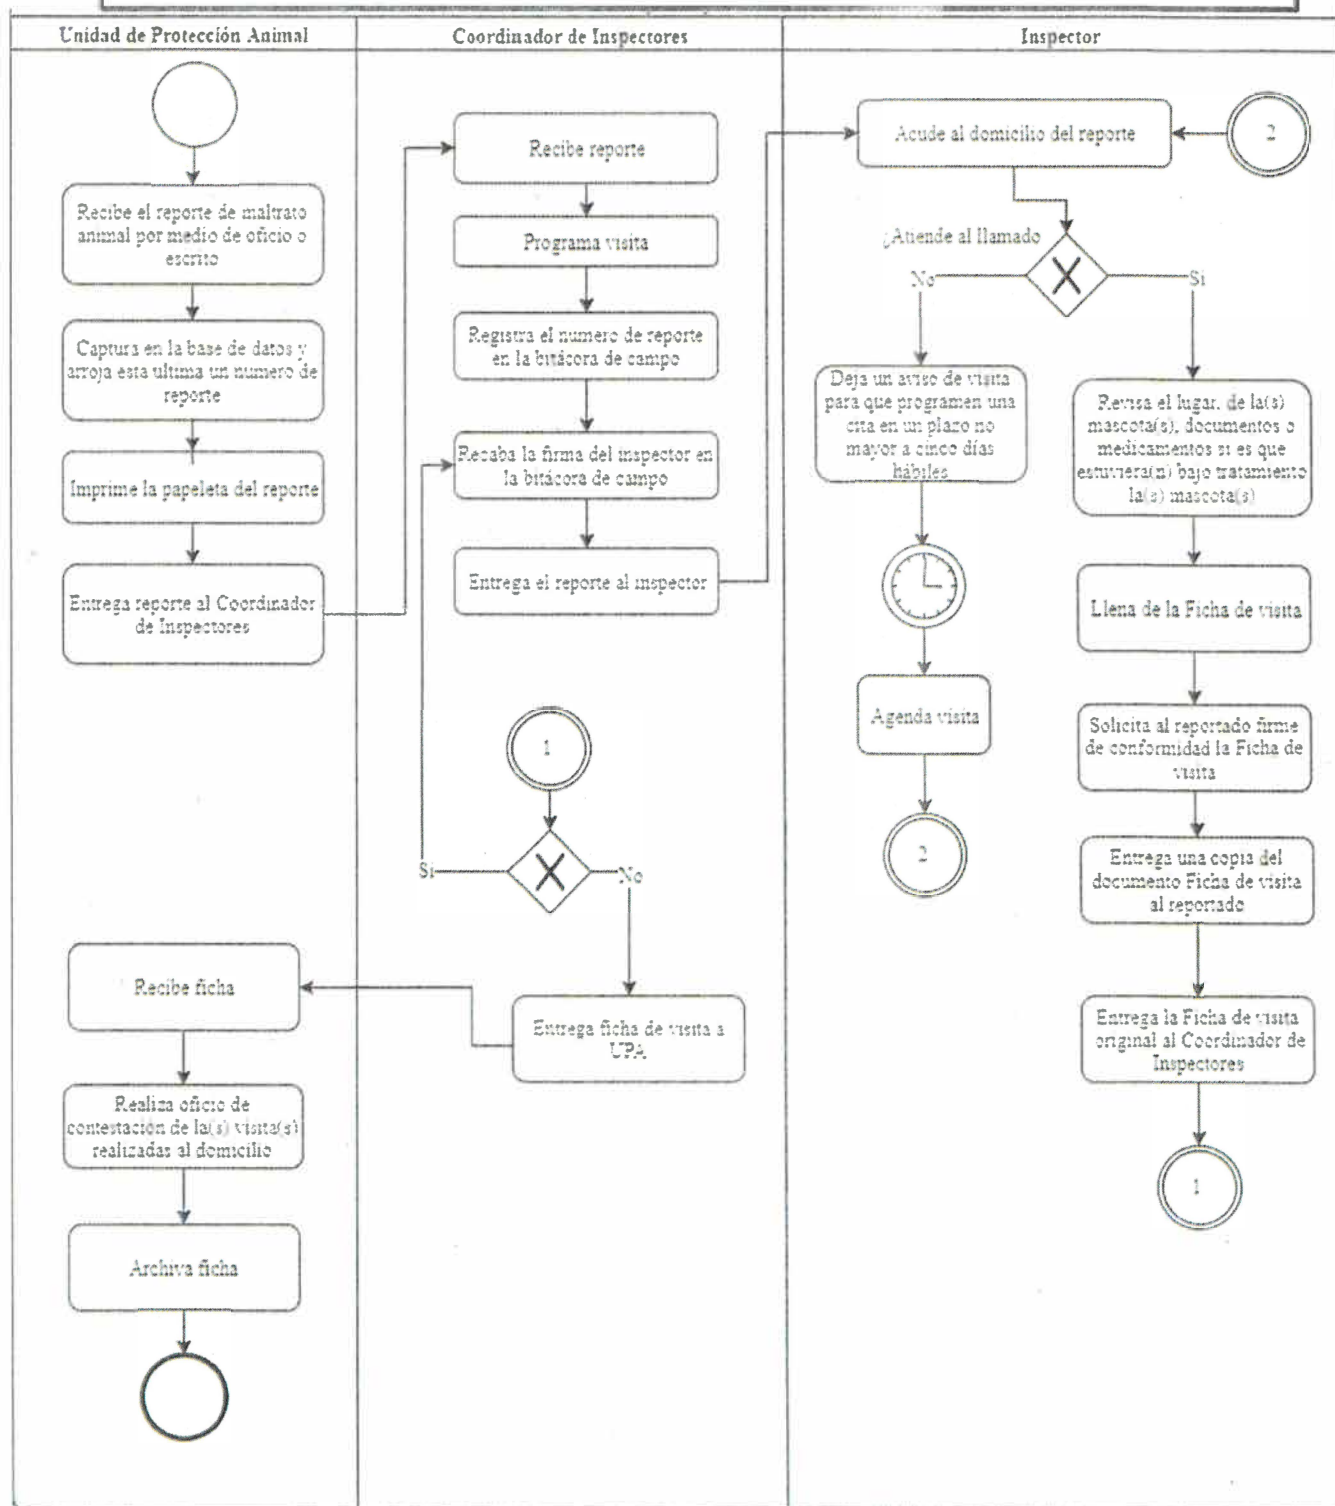 Unidad de Protección Animal
Coordinador de Inspectores
Inspector
Recibe el reporte de maltrato
animal por medio de oficio o
escrito
Captura en la base de datos y
arroja esta ultima un numero de
reporte
Imprime la papeleta del reporte
Entrega reporte al Coordinador
de Inspectores
Recibe ficha
Realiza oficio de
contestación de la(s) visita(s)
realizadas al domicilio
Archiva ficha
Recibe reporte
Programa visita
Registra el numero de reporte
en la bitácora de campo
Recaba la firma del inspector en
la bitácora de campo
Entrega el reporte al inspector
1
Si
No
Entrega ficha de visita a
UPA
Acude al domicilio del reporte
2
¿Atiende al llamado
No
Si
Deja un aviso de visita
para que programen una
cita en un plazo no
mayor a cinco días
hábiles
Agenda visita
2
Revisa el lugar, de la(s)
mascota(s), documentos o
medicamentos si es que
estuviera(n) bajo tratamiento
la(s) mascota(s)
Llena de la Ficha de visita
Solicita al reportado firme
de conformidad la Ficha de
visita
Entrega una copia del
documento Ficha de visita
al reportado
Entrega la Ficha de visita
original al Coordinador de
Inspectores
1